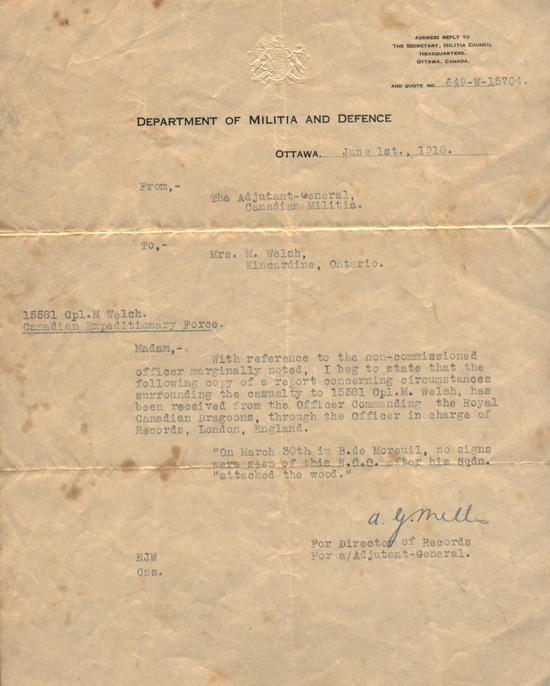 ADDRESS REPLY TO
THE SECRETARY, MILITIA COUNCIL
HEADQUARTERS,
OTTAWA, CANADA.
AND QUOTE NO. 649-W-15704.
DEPARTMENT OF MILITIA AND DEFENCE
OTTAWA, June 1st., 1918.
From,-
The Adjutant-General,
Canadian Militia.
To,-
Mrs. M. Welsh,
Kincardine, Ontario.
15581 Cpl.M Welsh.
Canadian Expeditionary Force.
Madam,-
With reference to the non-commissioned
officer marginally noted, I beg to state that the
following copy of a report concerning circumstances
surrounding the casualty to 15581 Cpl.M. Welsh, has
been received from the Officer Commanding the Royal
Canadian Dragoons, through the Officer in charge of
Records, London, England.
"On March 30th in B.de Moreuil, no signs
were seen of this N.C.O. after his Sqdn.
"attacked the wood."
A. G. Mills
For Director of Records
For a/Adjutant-General.
EJW
Cas.